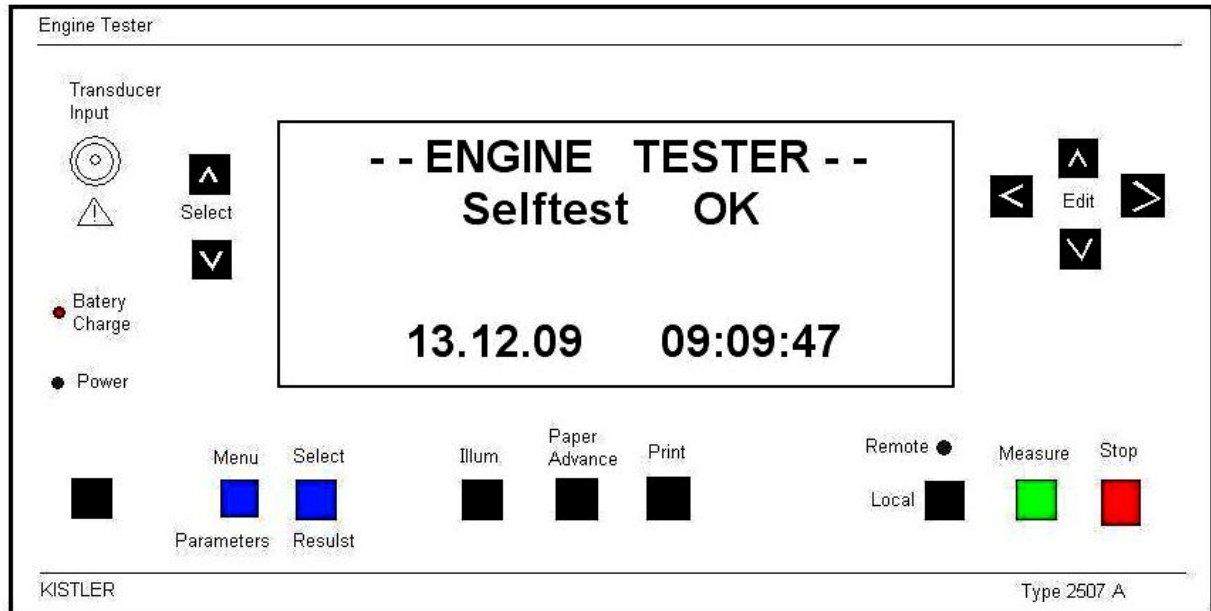 Engine Tester
Transducer
Input
Select
- - ENGINE TESTER - -
Selftest OK
13.12.09 09:09:47
Edit
Batery
Charge
Power
Menu
Select
Illum
Paper
Advance
Print
Remote
Local
Measure
Stop
Parameters
Resulst
KISTLER
Type 2507 A